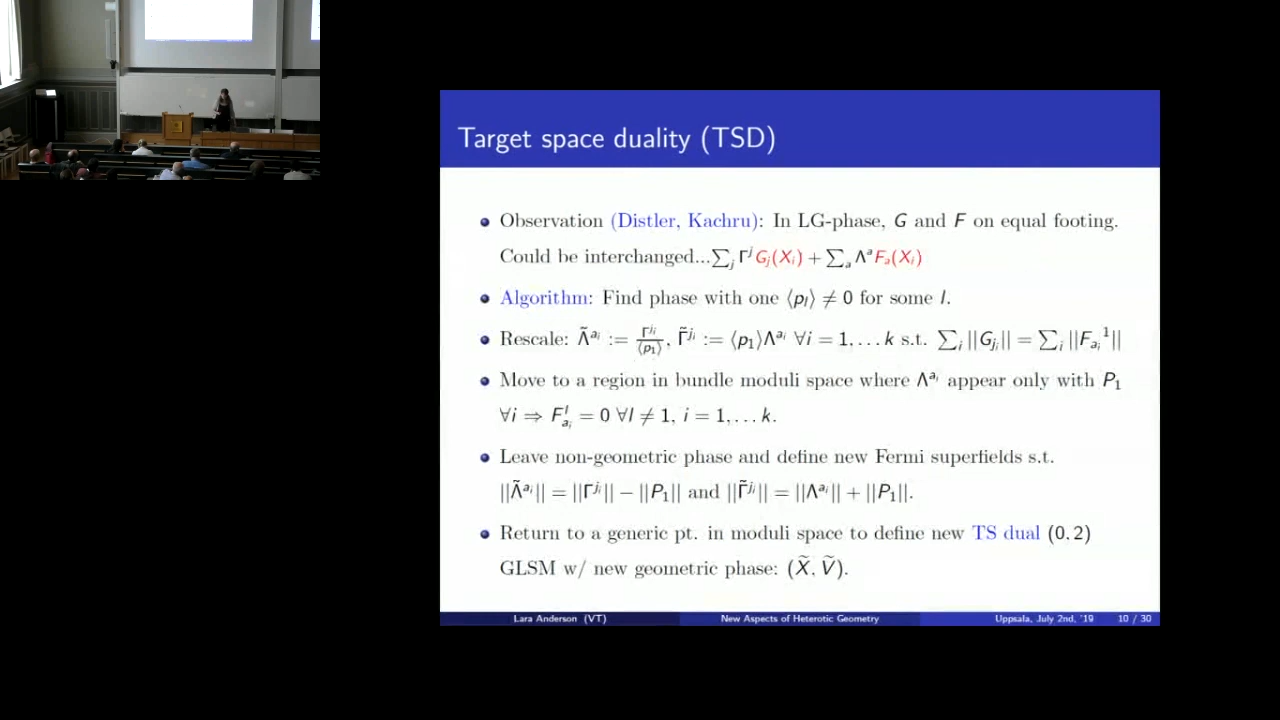 Target space duality (TSD)
Observation (Distler, Kachru): In LG-phase, G and F on equal footing.
Could be interchanged...∑_j Γ^j G_j(X_i) + ∑_a Λ^a F_a(X_i)
Algorithm: Find phase with one ⟨p_l⟩ ≠ 0 for some l.
Rescale: Λ̃^{a_i} := Γ^{j_i}/⟨p_1⟩, Γ̃^{j_i} := ⟨p_1⟩Λ^{a_i} ∀i = 1, . . . k s.t. ∑_i ||G_{j_i}|| = ∑_i ||F_{a_i}^1||
Move to a region in bundle moduli space where Λ^{a_i} appear only with P_1
∀i ⇒ F_{a_i}^l = 0 ∀l ≠ 1, i = 1, . . . k.
Leave non-geometric phase and define new Fermi superfields s.t.
||Λ̃^{a_i}|| = ||Γ^{j_i}|| − ||P_1|| and ||Γ̃^{j_i}|| = ||Λ^{a_i}|| + ||P_1||.
Return to a generic pt. in moduli space to define new TS dual (0, 2)
GLSM w/ new geometric phase: (X̃, Ṽ).
Lara Anderson (VT) New Aspects of Heterotic Geometry Uppsala, July 2nd, '19 10 / 30